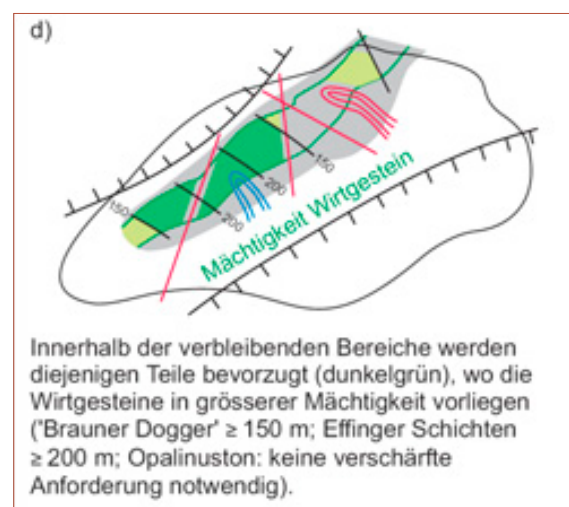 d)
150
200
200
150
Mächtigkeit Wirtgestein
Innerhalb der verbleibenden Bereiche werden
diejenigen Teile bevorzugt (dunkelgrün), wo die
Wirtgesteine in grösserer Mächtigkeit vorliegen
('Brauner Dogger' ≥ 150 m; Effinger Schichten
≥ 200 m; Opalinuston: keine verschärfte
Anforderung notwendig).